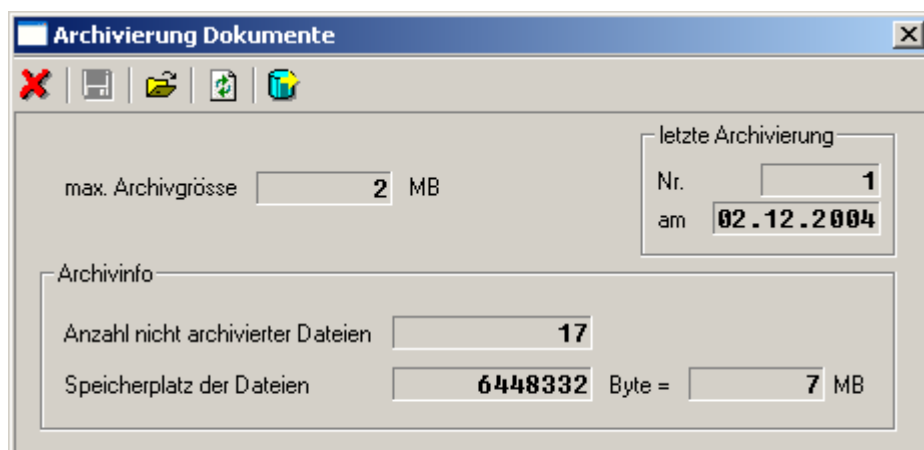 Archivierung Dokumente
letzte Archivierung
max. Archivgrösse 2 MB
Nr. 1
am 02.12.2004
Archivinfo
Anzahl nicht archivierter Dateien 17
Speicherplatz der Dateien 6448332 Byte = 7 MB